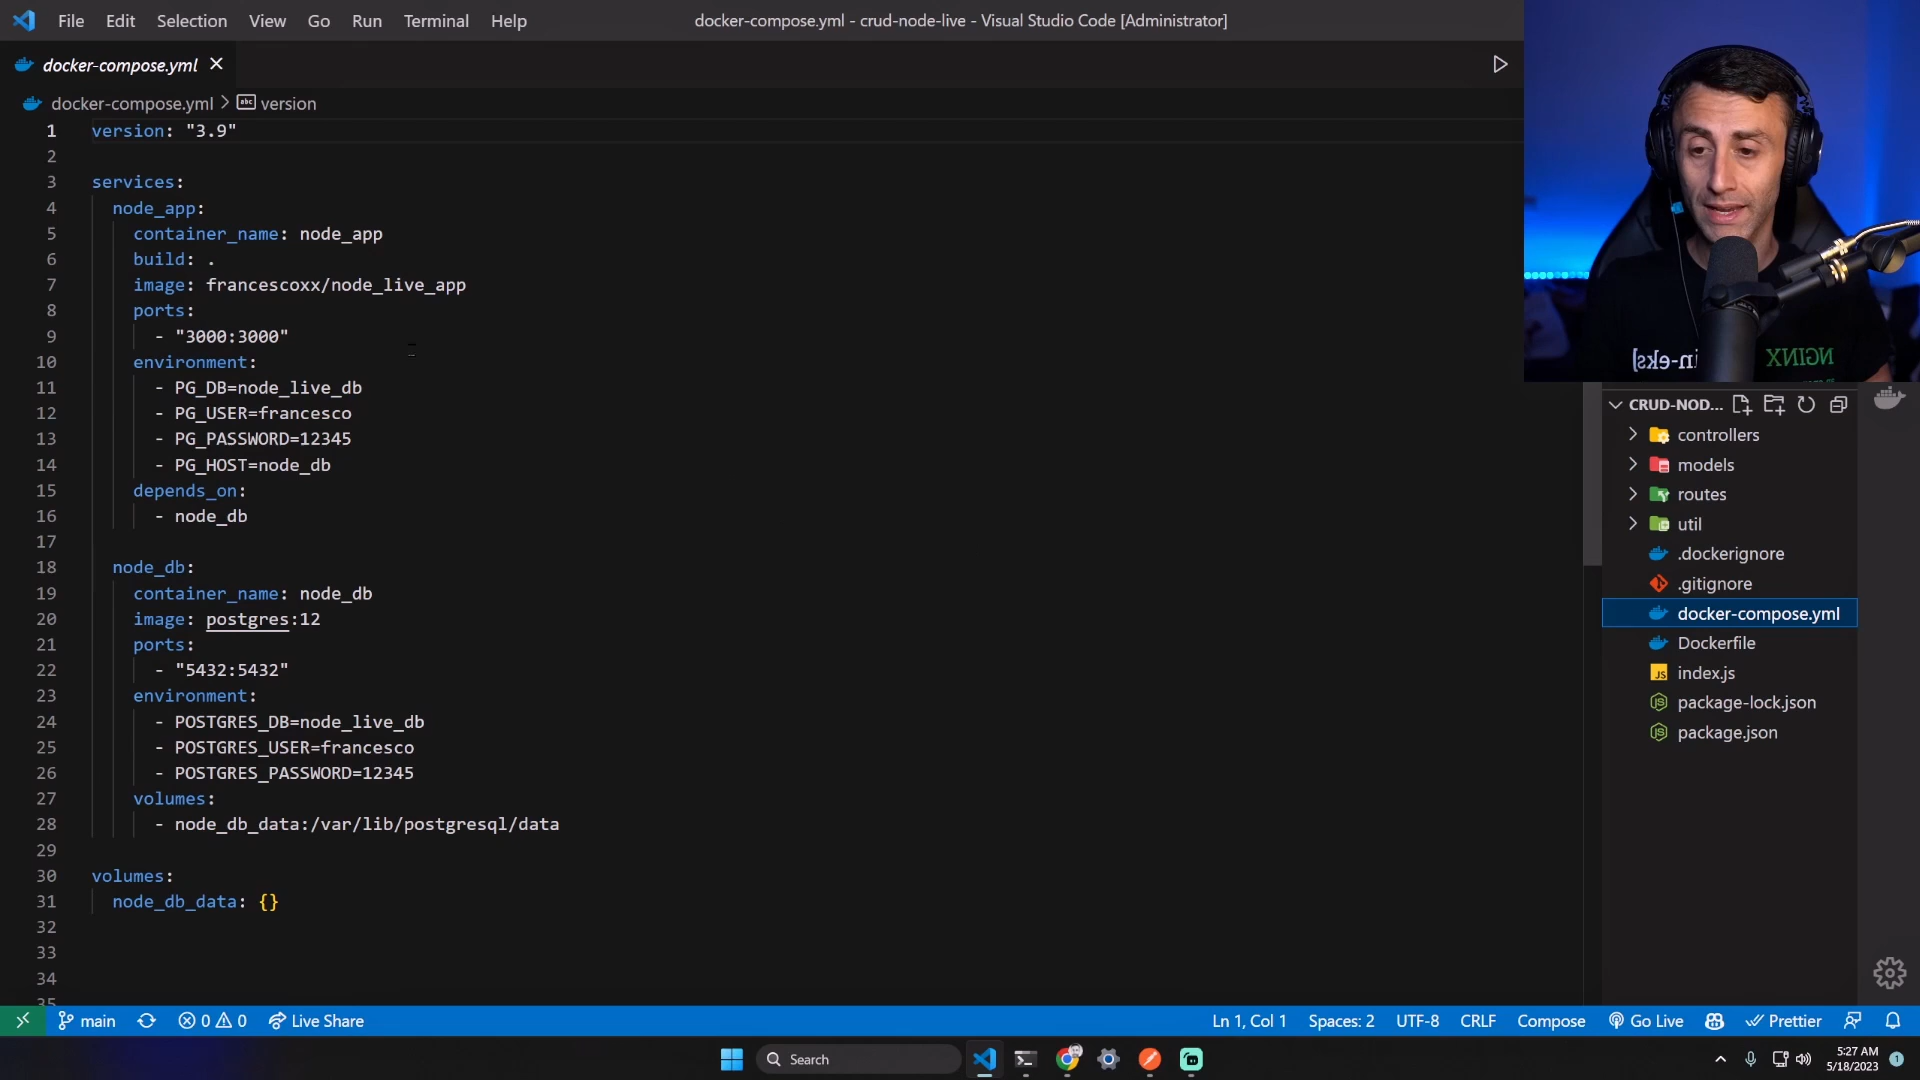 File Edit Selection View Go Run Terminal Help
docker-compose.yml - crud-node-live - Visual Studio Code [Administrator]
docker-compose.yml
docker-compose.yml > abc version
1 version: "3.9"
2
3 services:
4 node_app:
5 container_name: node_app
6 build: .
7 image: francescoxx/node_live_app
8 ports:
9 - "3000:3000"
10 environment:
11 - PG_DB=node_live_db
12 - PG_USER=francesco
13 - PG_PASSWORD=12345
14 - PG_HOST=node_db
15 depends_on:
16 - node_db
17
18 node_db:
19 container_name: node_db
20 image: postgres:12
21 ports:
22 - "5432:5432"
23 environment:
24 - POSTGRES_DB=node_live_db
25 - POSTGRES_USER=francesco
26 - POSTGRES_PASSWORD=12345
27 volumes:
28 - node_db_data:/var/lib/postgresql/data
29
30 volumes:
31 node_db_data: {}
32
33
34
35
NGINX
CRUD-NOD...
controllers
models
routes
util
.dockerignore
.gitignore
docker-compose.yml
Dockerfile
JS index.js
package-lock.json
package.json
main 0 0 Live Share
Ln 1, Col 1 Spaces: 2 UTF-8 CRLF Compose Go Live Prettier
Search
5:27 AM
5/18/2023
1